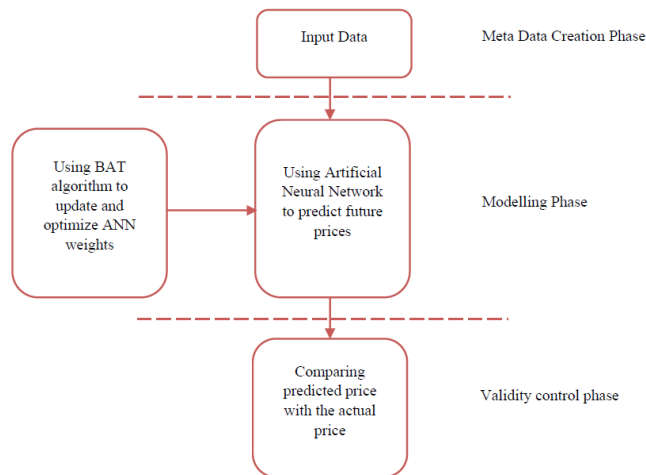 Input Data
Meta Data Creation Phase
Using BAT
algorithm to
update and
optimize ANN
weights
Using Artificial
Neural Network
to predict future
prices
Modelling Phase
Comparing
predicted price
with the actual
price
Validity control phase